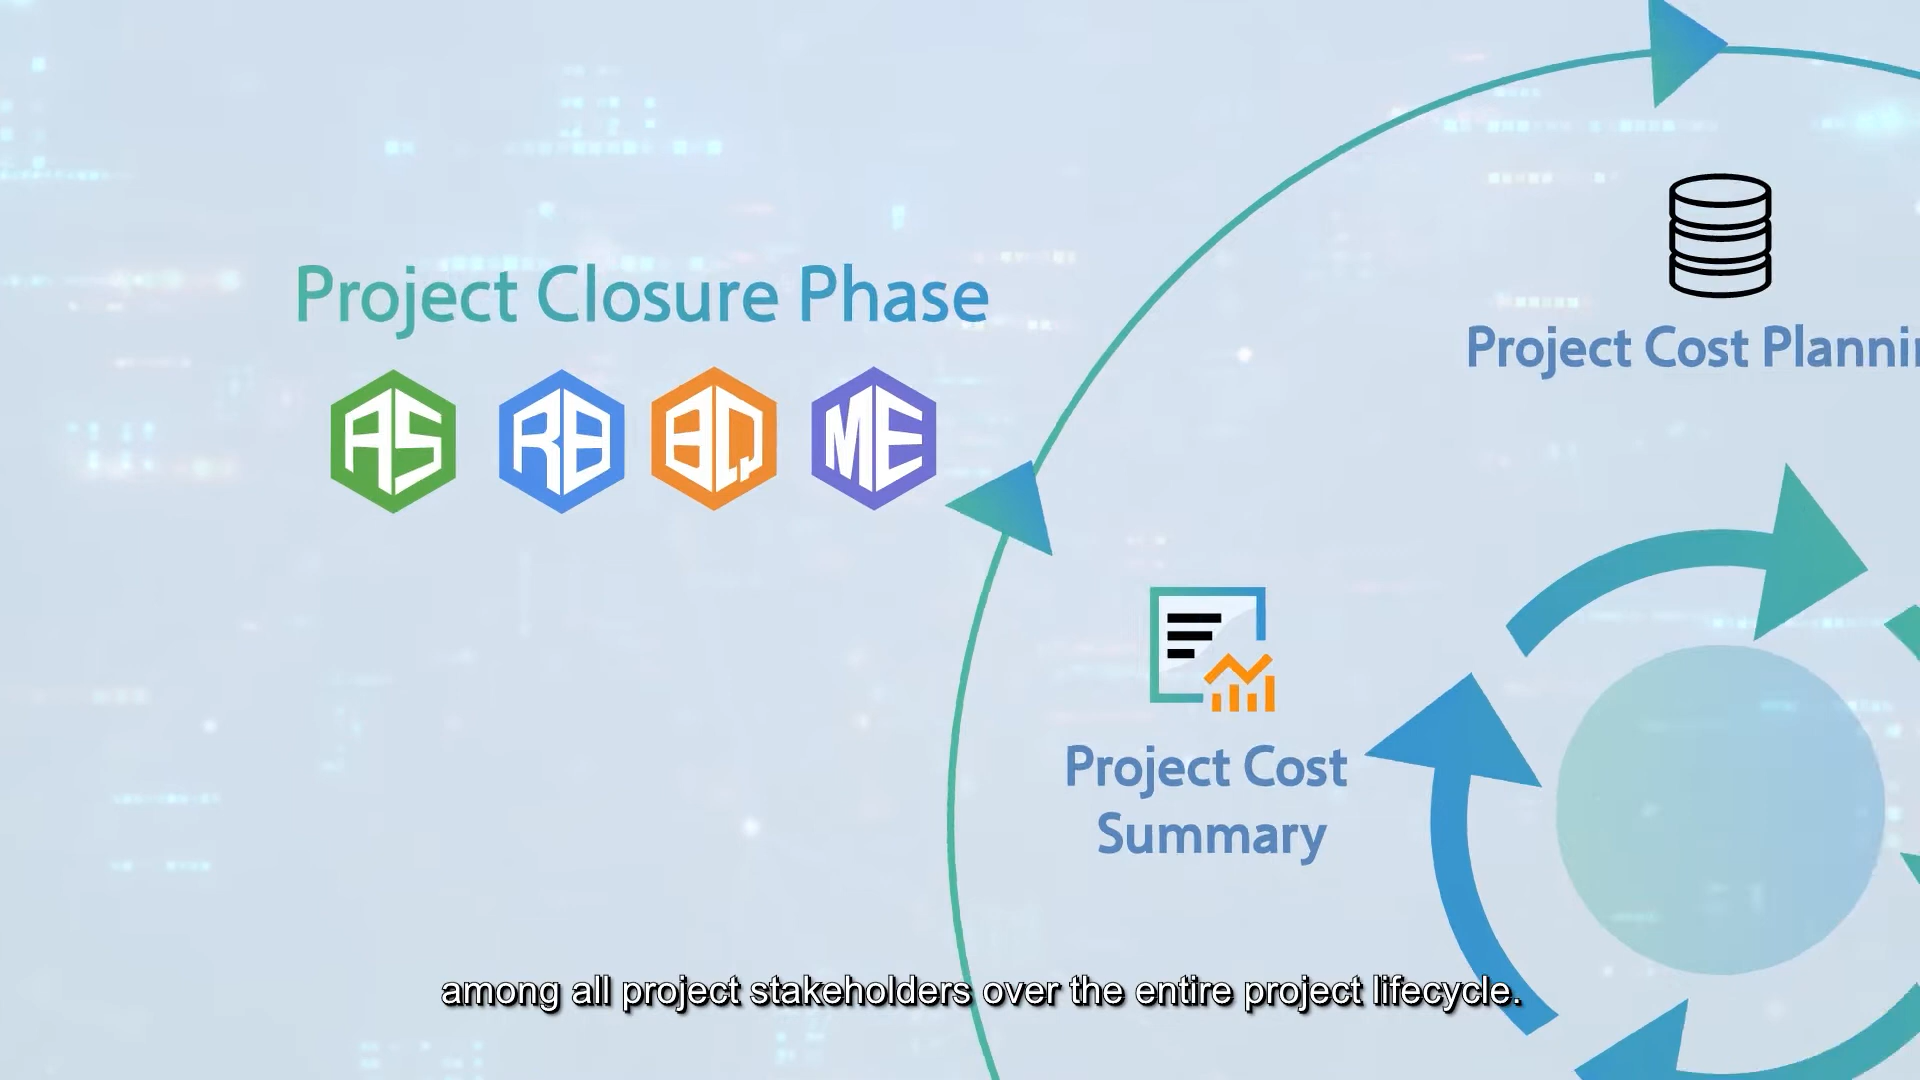 Project Closure Phase
AS RB BQ ME
Project Cost Plannin
Project Cost
Summary
among all project stakeholders over the entire project lifecycle.